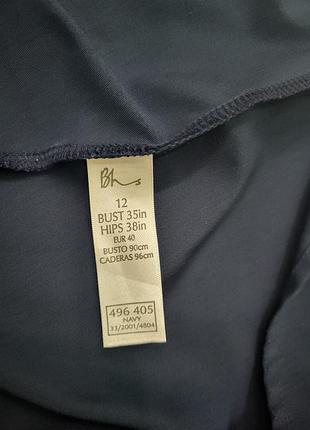 Bhs
12
BUST 35in
HIPS 38in
EUR 40
BUSTO 90cm
CADERAS 96cm
496 405
NAVY
33/2001/4804